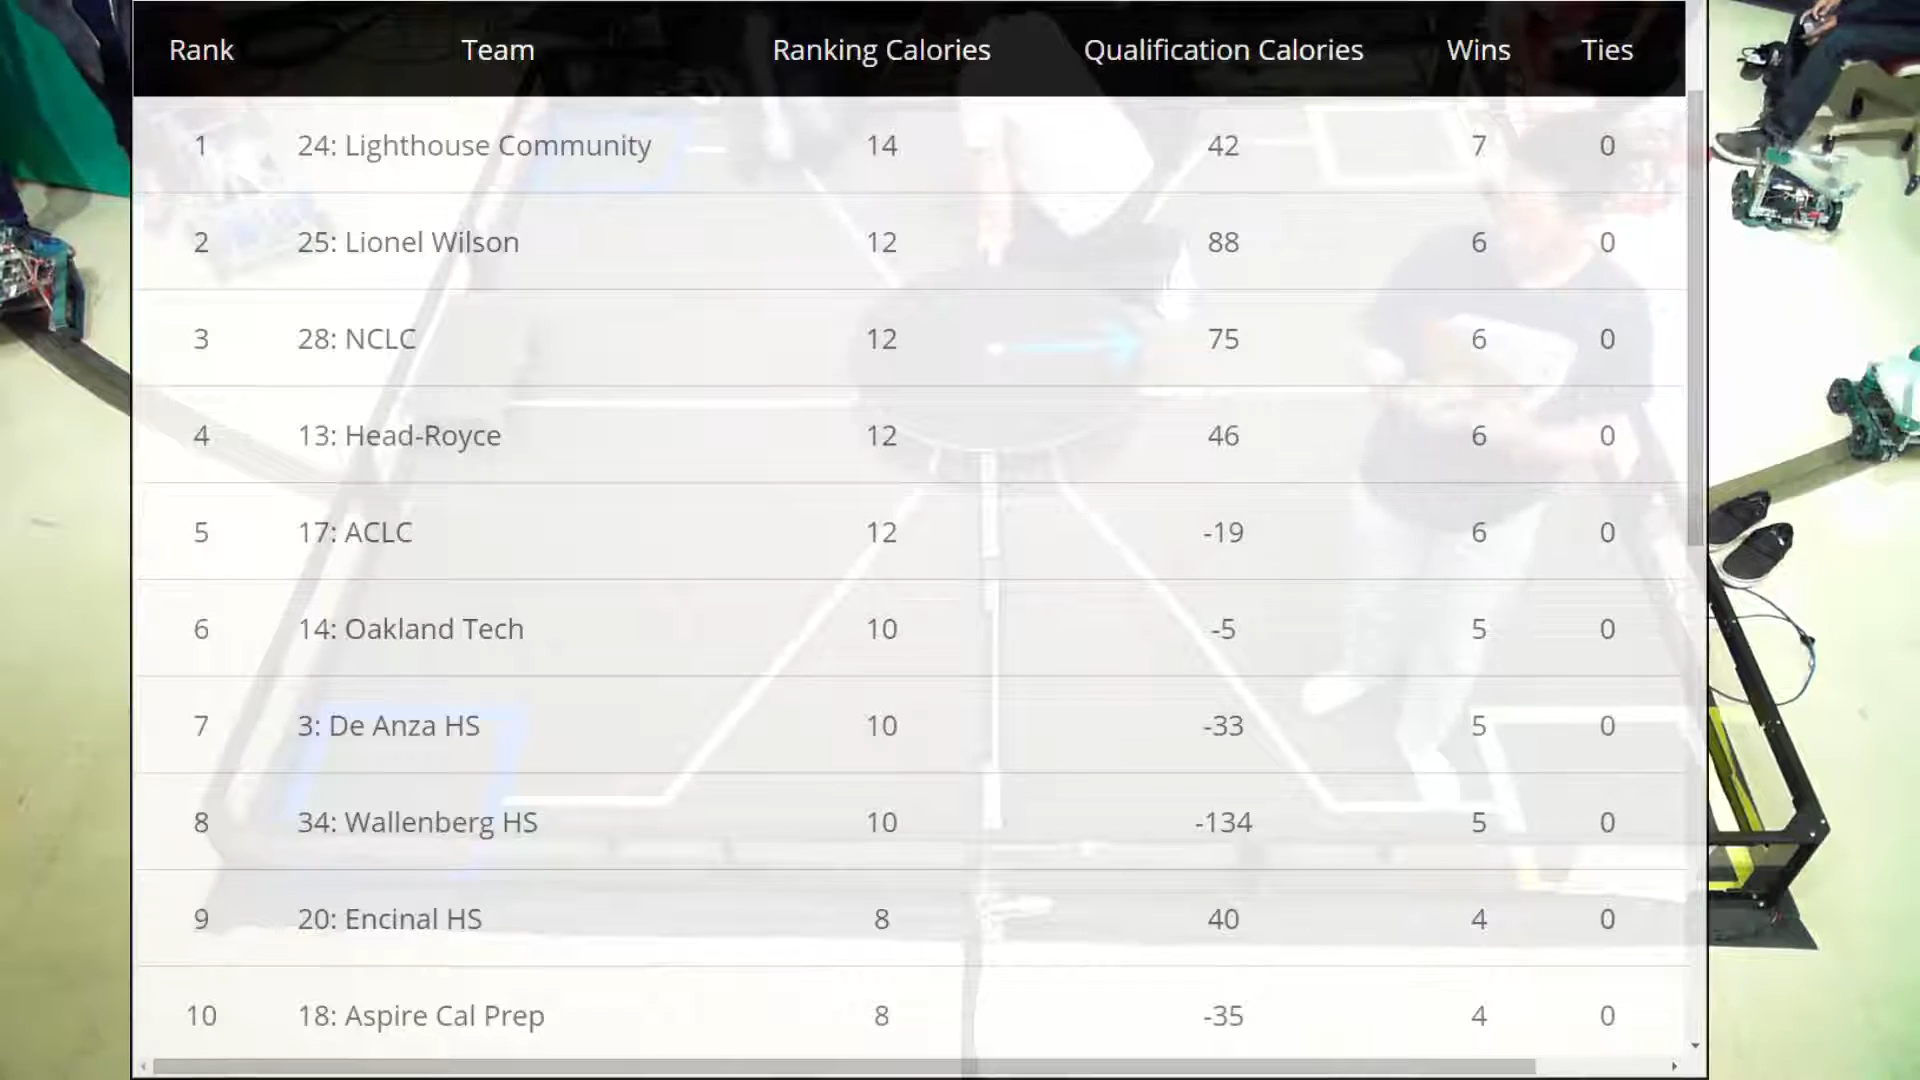 Rank Team Ranking Calories Qualification Calories Wins Ties
1 24: Lighthouse Community 14 42 7 0
2 25: Lionel Wilson 12 88 6 0
3 28: NCLC 12 75 6 0
4 13: Head-Royce 12 46 6 0
5 17: ACLC 12 -19 6 0
6 14: Oakland Tech 10 -5 5 0
7 3: De Anza HS 10 -33 5 0
8 34: Wallenberg HS 10 -134 5 0
9 20: Encinal HS 8 40 4 0
10 18: Aspire Cal Prep 8 -35 4 0